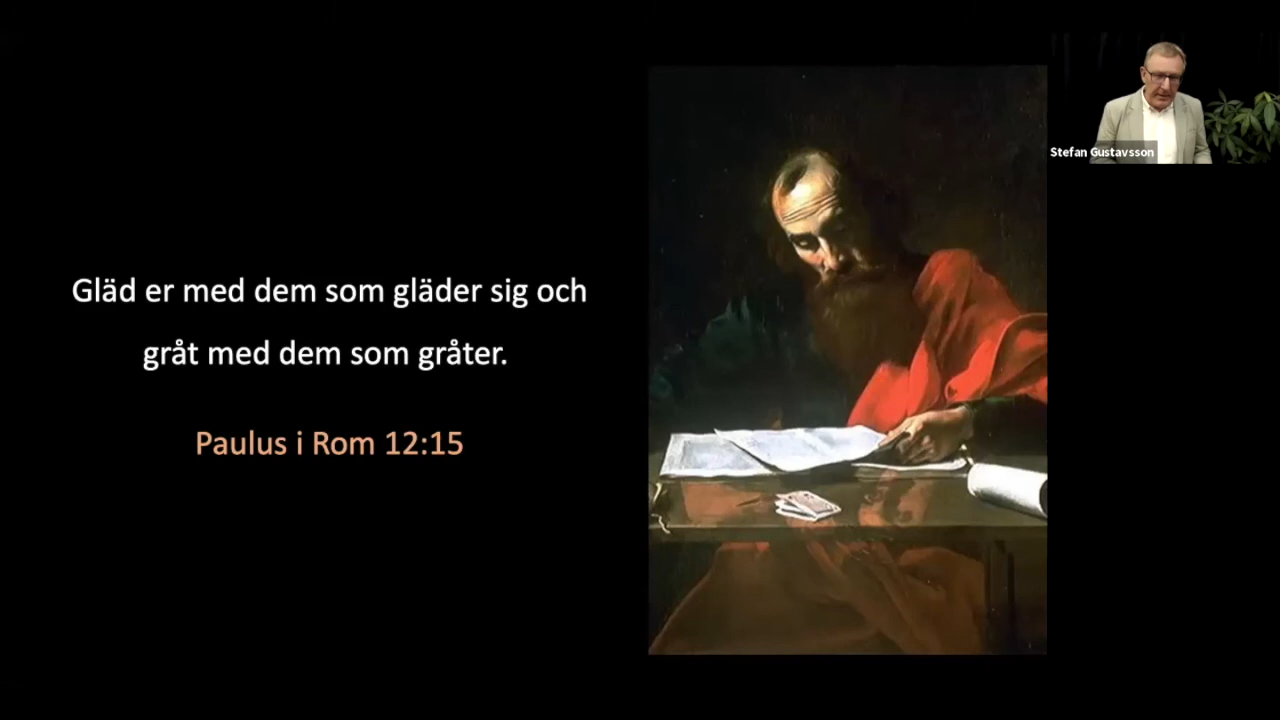 Gläd er med dem som gläder sig och
gråt med dem som gråter.
Paulus i Rom 12:15
Stefan Gustavsson